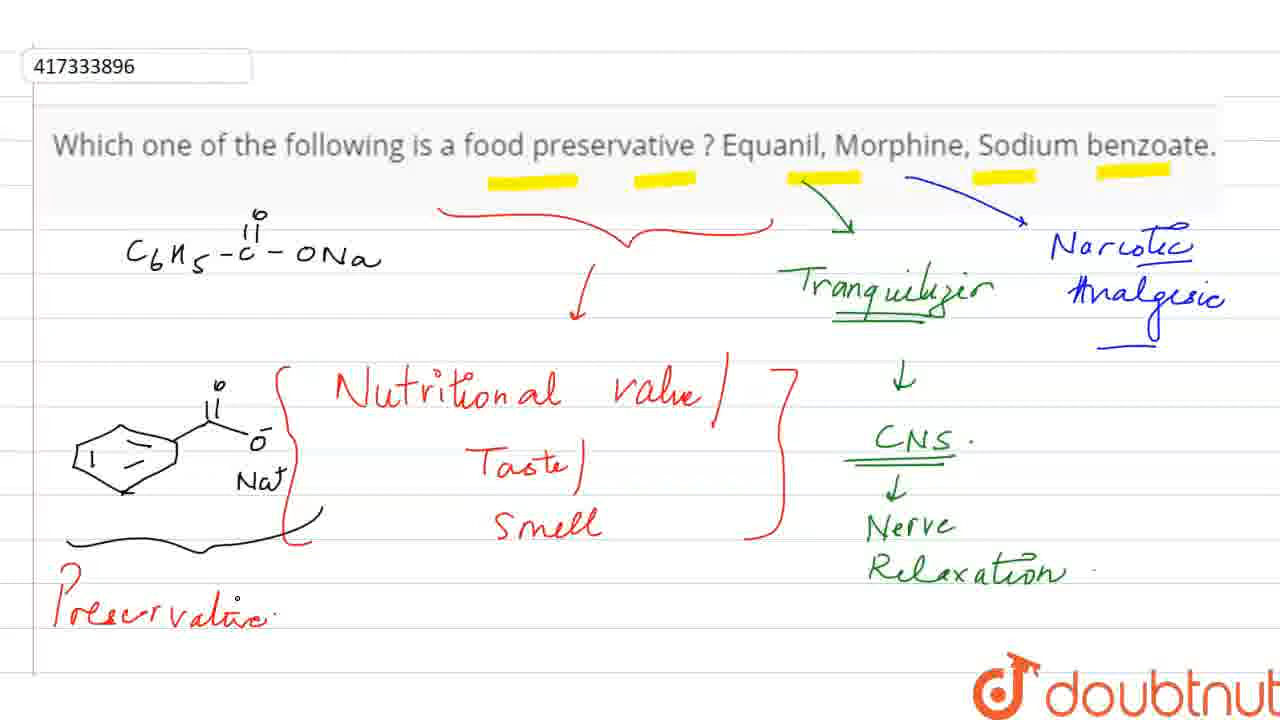 417333896
Which one of the following is a food preservative ? Equanil, Morphine, Sodium benzoate.
C6H5 - C - ONa
O
Narcotic
Analgesic
Tranquilizer
Nutritional value/
Taste/
Smell
O
O-
Na+
CNS.
Nerve
Relaxation.
Preservative.
doubtnut